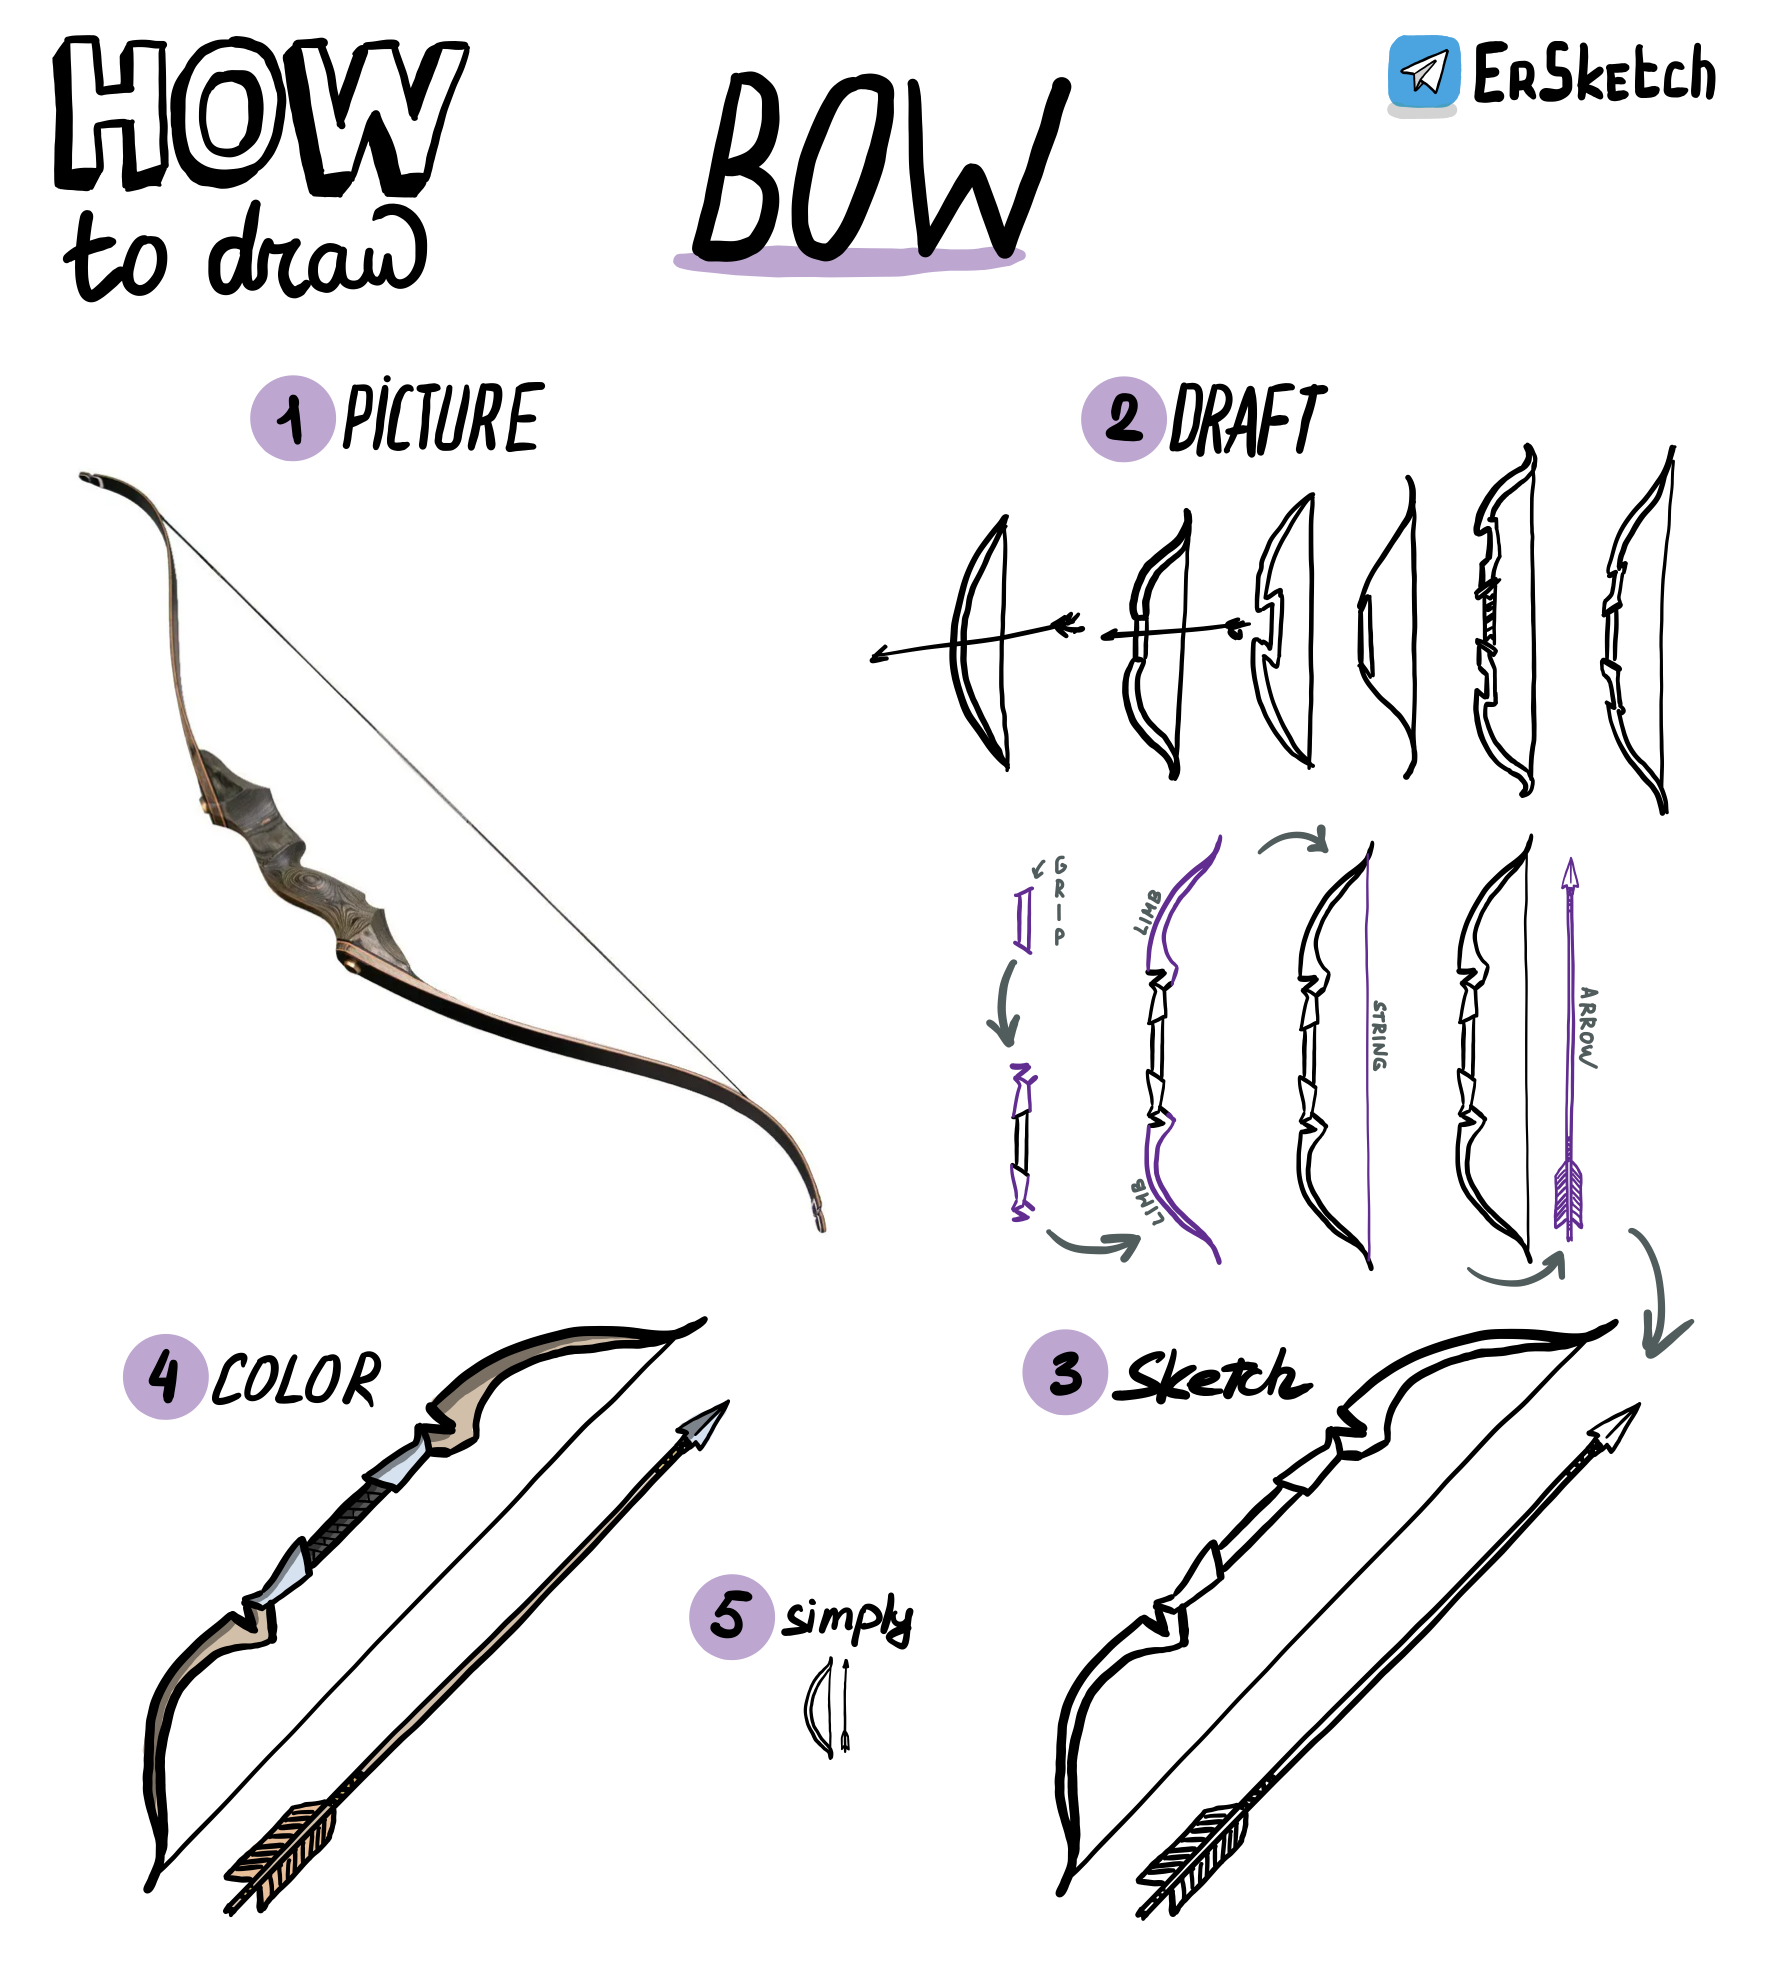 HOW
to draw
BOW
ErSketch
1 PiCTURE
2 DRAFT
GRIP
LIMB
LIMB
STRING
ARROW
3 Sketch
4 COLOR
5 simply